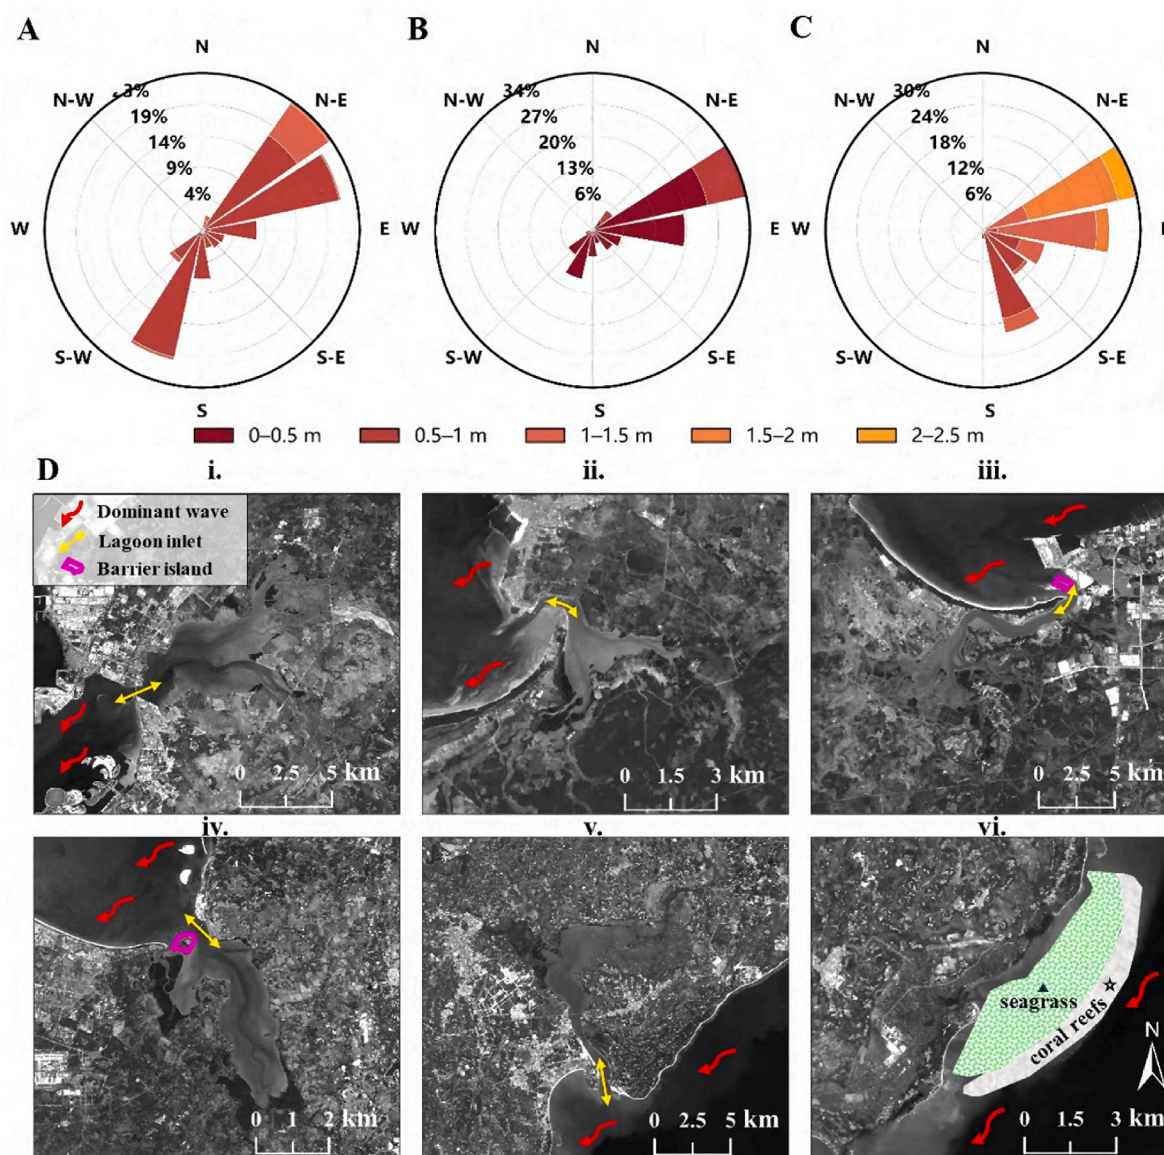 A
B
C
N
N-W
N-E
W
E
S-W
S-E
S
3%
19%
14%
9%
4%
N
N-W
N-E
W
E
S-W
S-E
S
34%
27%
20%
13%
6%
N
N-W
N-E
W
S-W
S-E
S
30%
24%
18%
12%
6%
0–0.5 m
0.5–1 m
1–1.5 m
1.5–2 m
2–2.5 m
D
i.
ii.
iii.
Dominant wave
Lagoon inlet
Barrier island
0 2.5 5 km
0 1.5 3 km
0 2.5 5 km
iv.
v.
vi.
seagrass
coral reefs
N
0 1 2 km
0 2.5 5 km
0 1.5 3 km